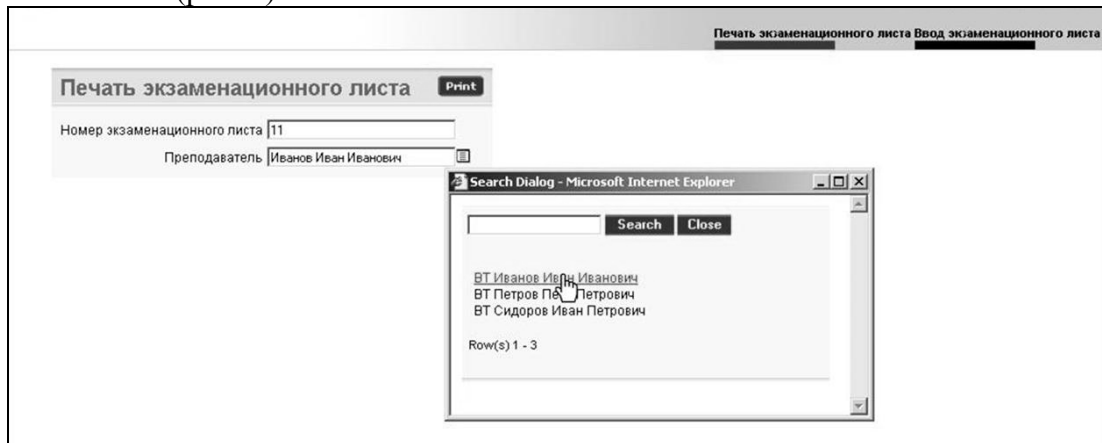 Печать экзаменационного листа Ввод экзаменационного листа
Печать экзаменационного листа Print
Номер экзаменационного листа 11
Преподаватель Иванов Иван Иванович
Search Dialog - Microsoft Internet Explorer
Search Close
ВТ Иванов Иван Иванович
ВТ Петров Петрович
ВТ Сидоров Иван Петрович
Row(s) 1 - 3